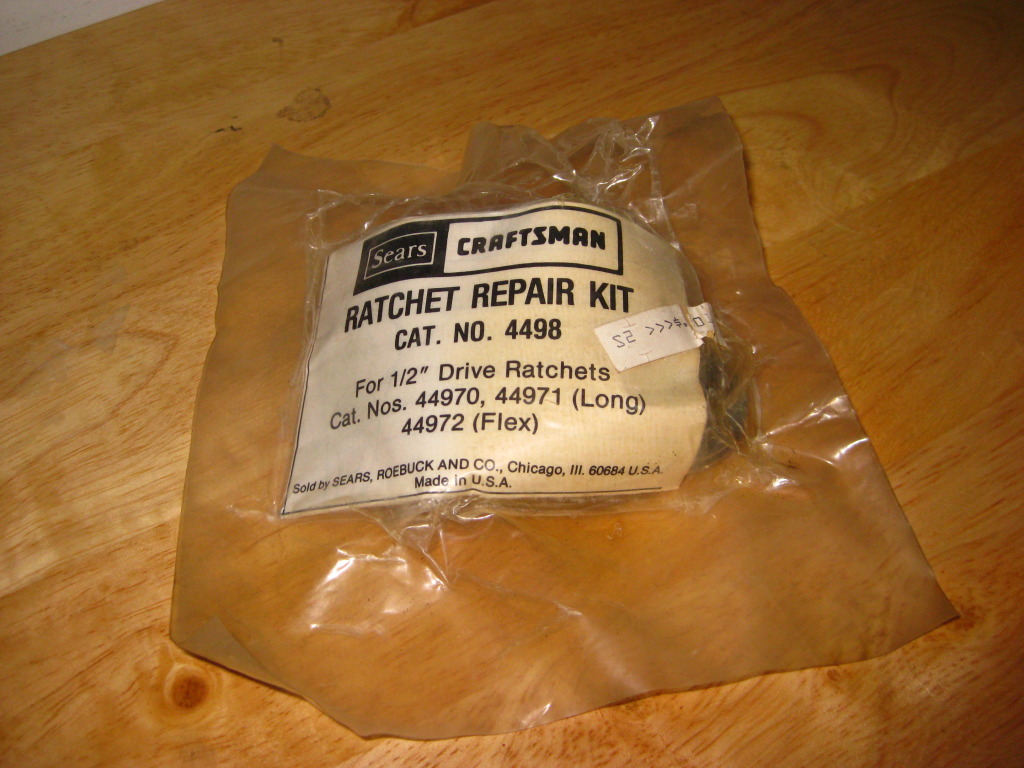 Sears CRAFTSMAN
RATCHET REPAIR KIT
CAT. NO. 4498
For 1/2" Drive Ratchets
Cat. Nos. 44970, 44971 (Long)
44972 (Flex)
Sold by SEARS, ROEBUCK AND CO., Chicago, Ill. 60684 U.S.A.
Made in U.S.A.